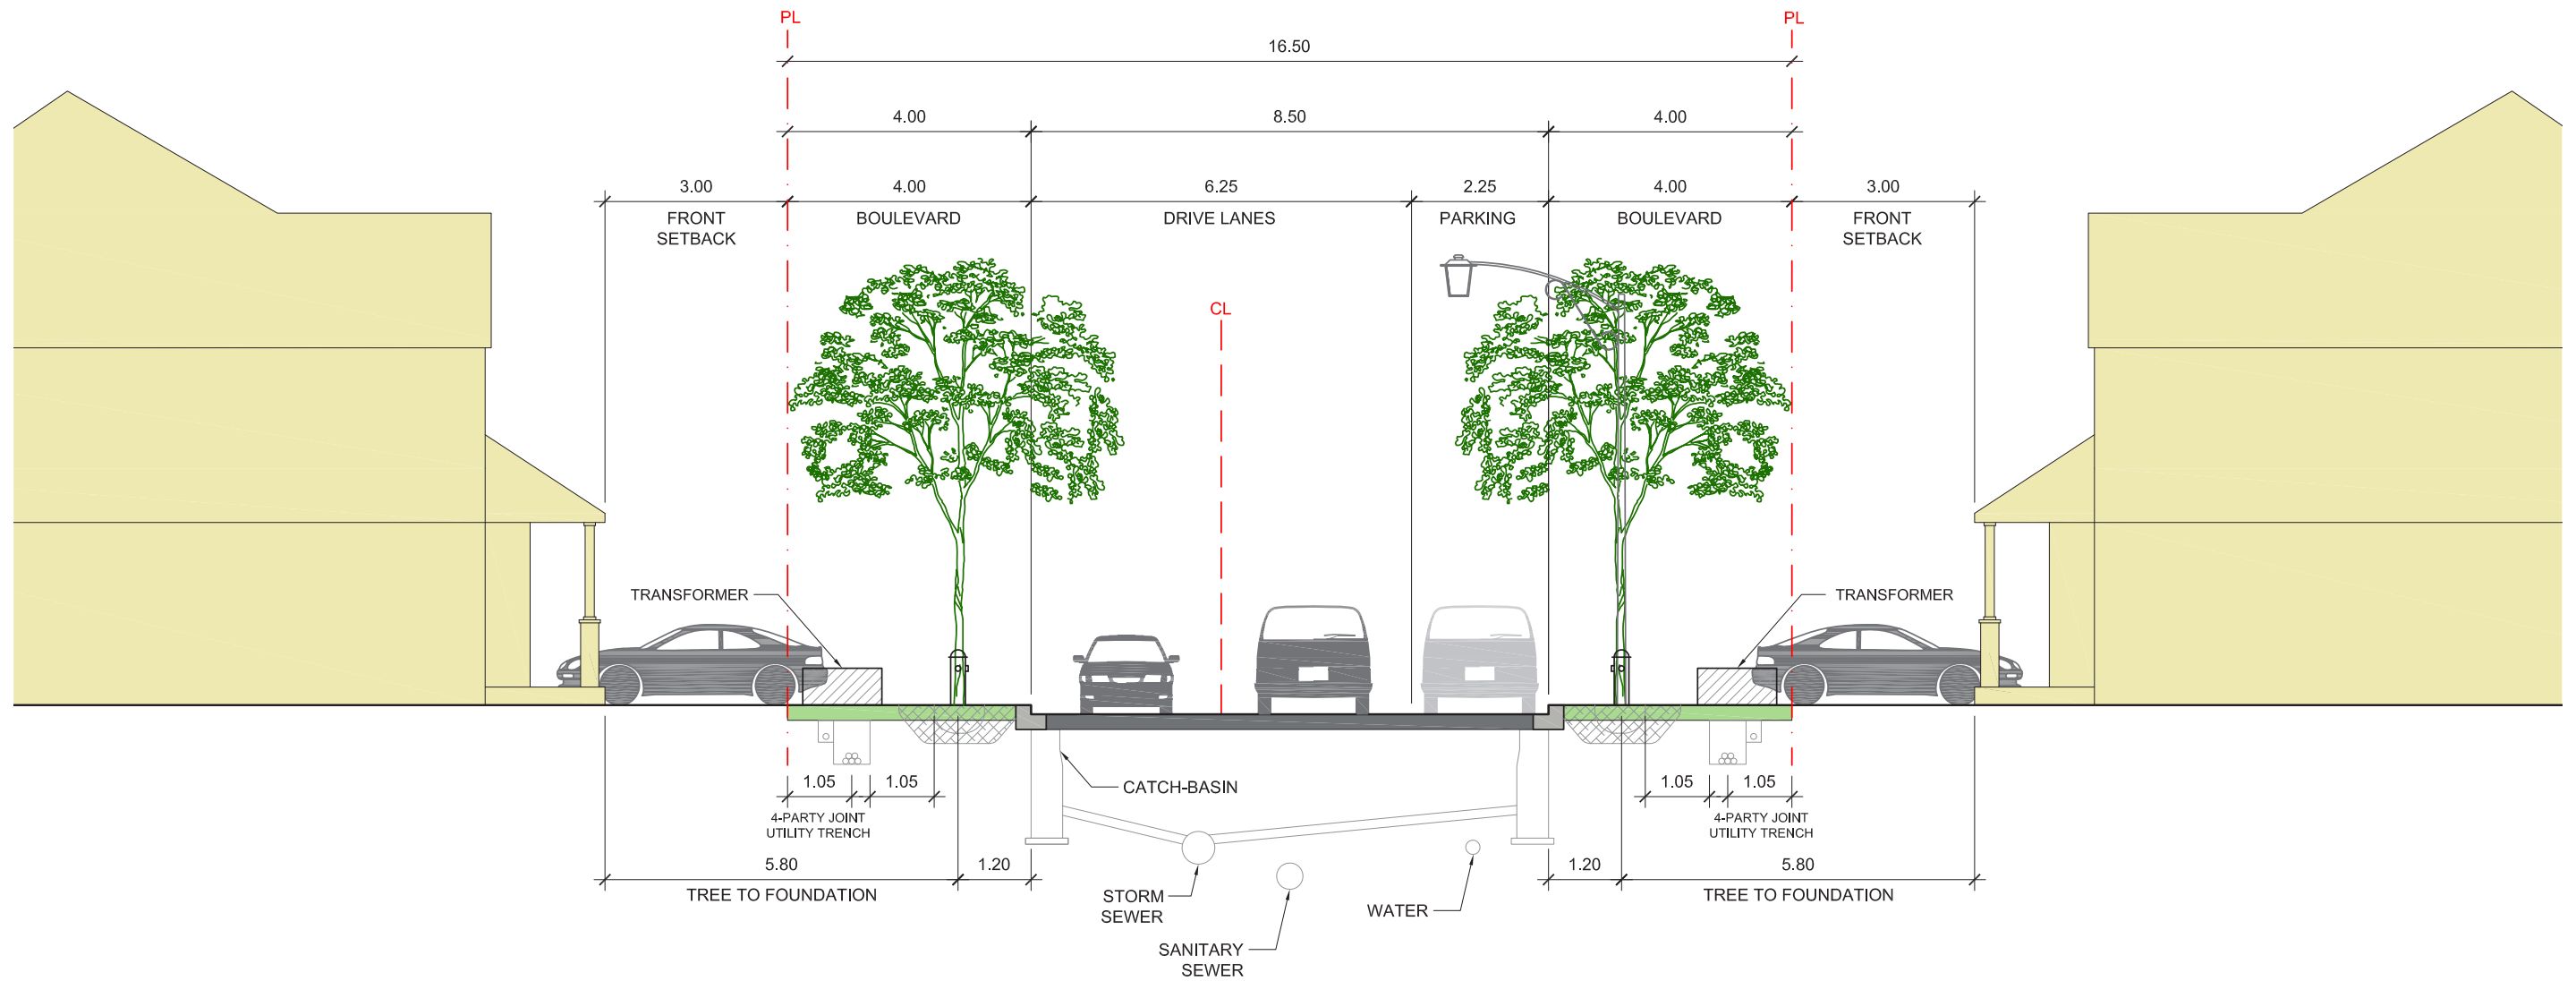 PL
PL
16.50
4.00
8.50
4.00
3.00
4.00
6.25
2.25
4.00
3.00
FRONT
SETBACK
BOULEVARD
DRIVE LANES
PARKING
BOULEVARD
FRONT
SETBACK
CL
TRANSFORMER
TRANSFORMER
1.05
1.05
4-PARTY JOINT
UTILITY TRENCH
CATCH-BASIN
1.05
1.05
4-PARTY JOINT
UTILITY TRENCH
5.80
1.20
TREE TO FOUNDATION
STORM
SEWER
SANITARY
SEWER
WATER
1.20
5.80
TREE TO FOUNDATION